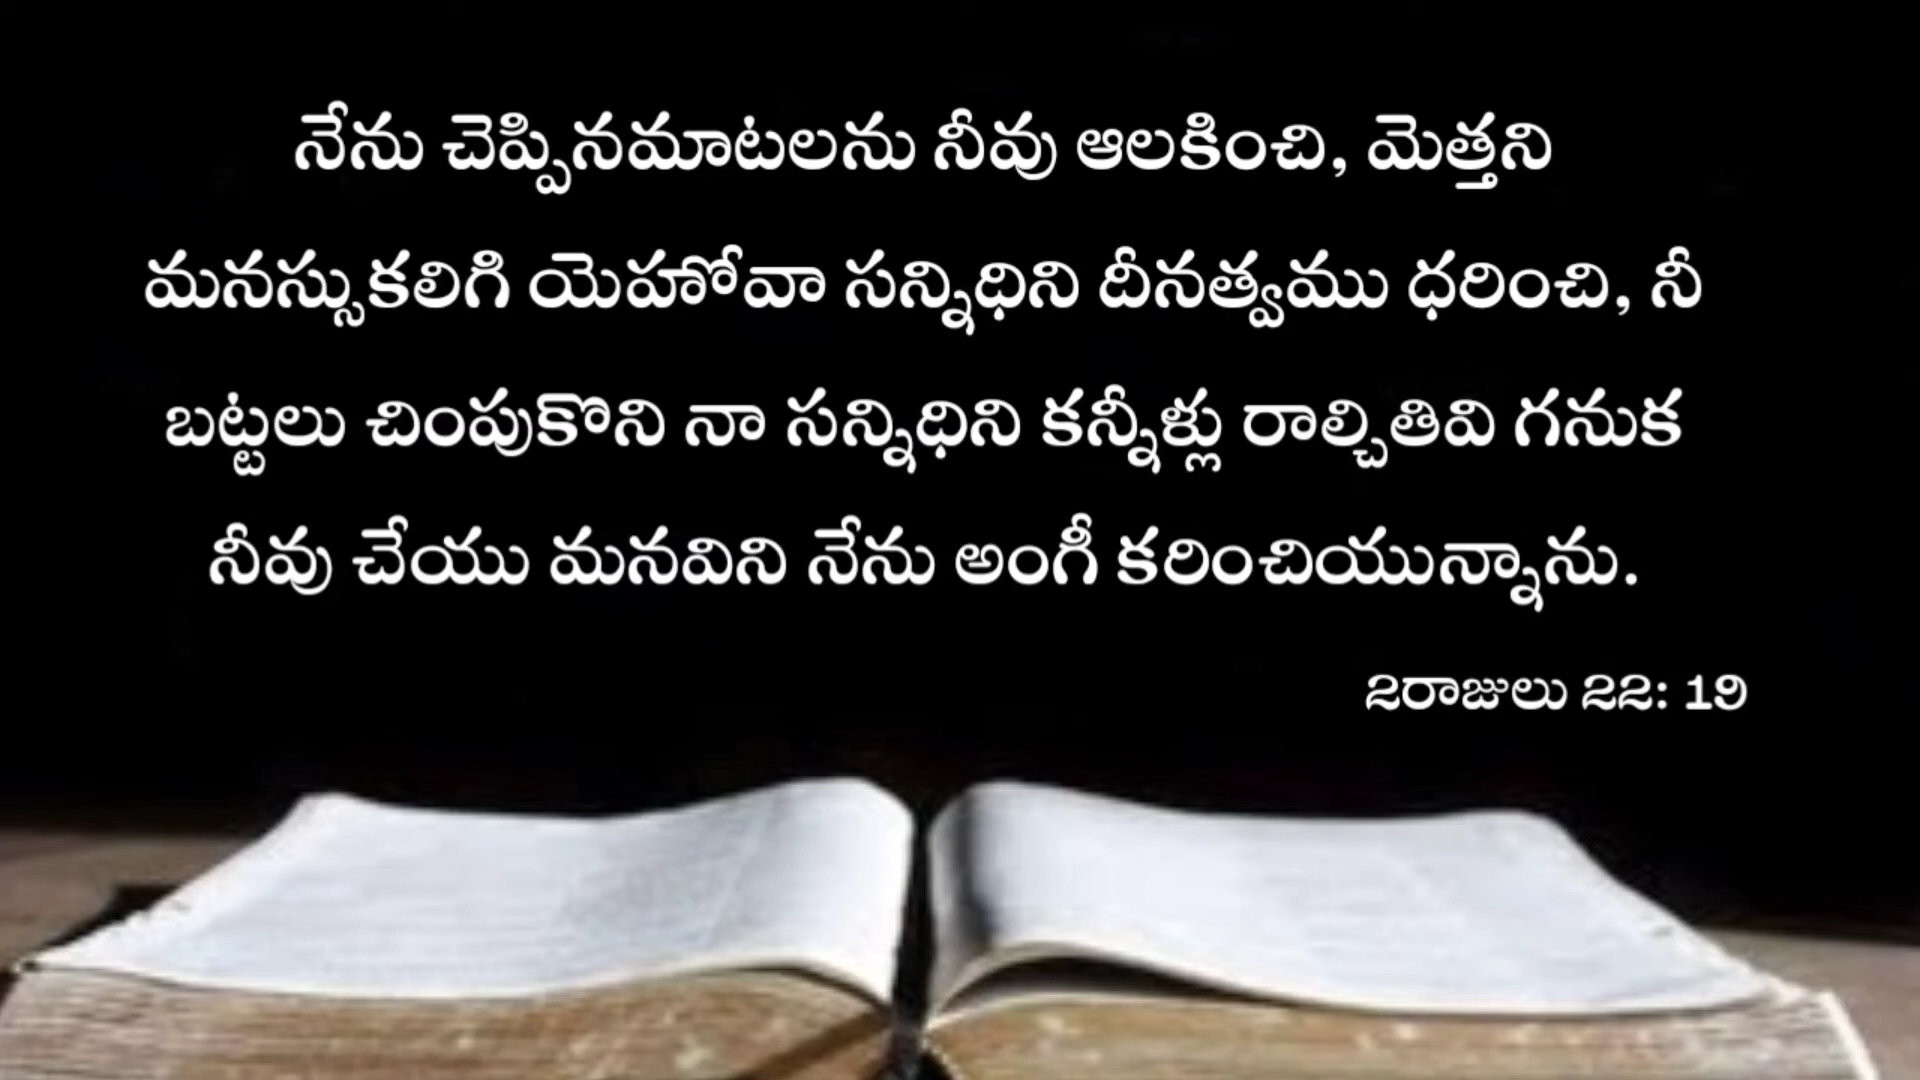 నేను చెప్పినమాటలను నీవు ఆలకించి, మెత్తని
మనస్సుకలిగి యెహోవా సన్నిధిని దీనత్వము ధరించి, నీ
బట్టలు చింపుకొని నా సన్నిధిని కన్నీళ్లు రాల్చితివి గనుక
నీవు చేయు మనవిని నేను అంగీ కరించియున్నాను.
2రాజులు 22: 19